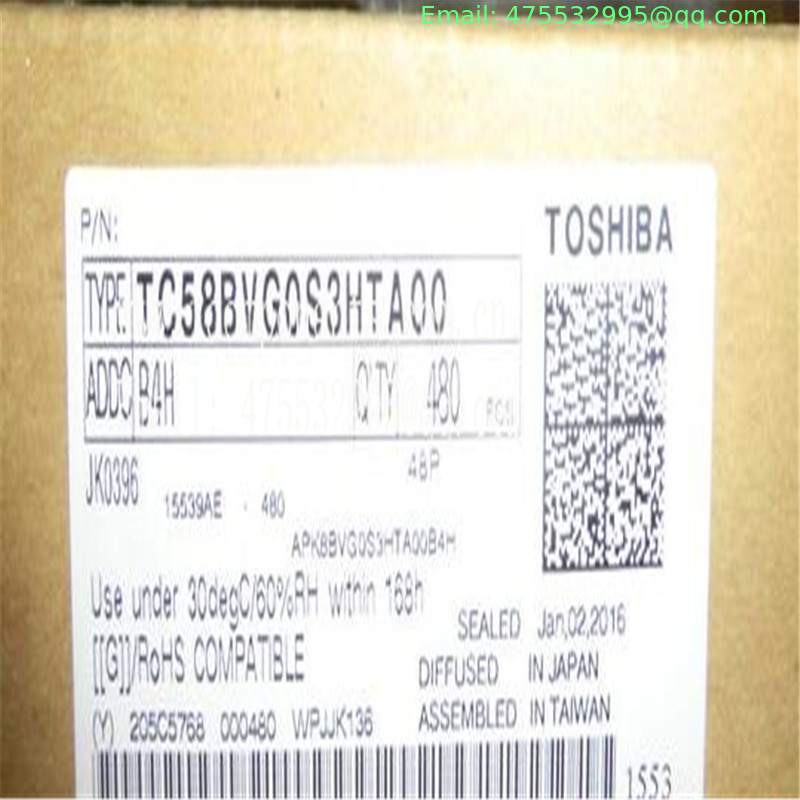 Email: 475532995@qq.com
P/N:
TOSHIBA
TYPE TC58BVG0S3HTA00
ADDC B4H Q'TY 480 PCS
JK0396
48P
15539AE - 480
APK8BVG0S3HTA00B4H
Use under 30degC/60%RH within 168h
SEALED Jan,02,2016
[[G]]/RoHS COMPATIBLE
DIFFUSED IN JAPAN
ASSEMBLED IN TAIWAN
(Y) 205C5768 000480 WPJJK136
1553